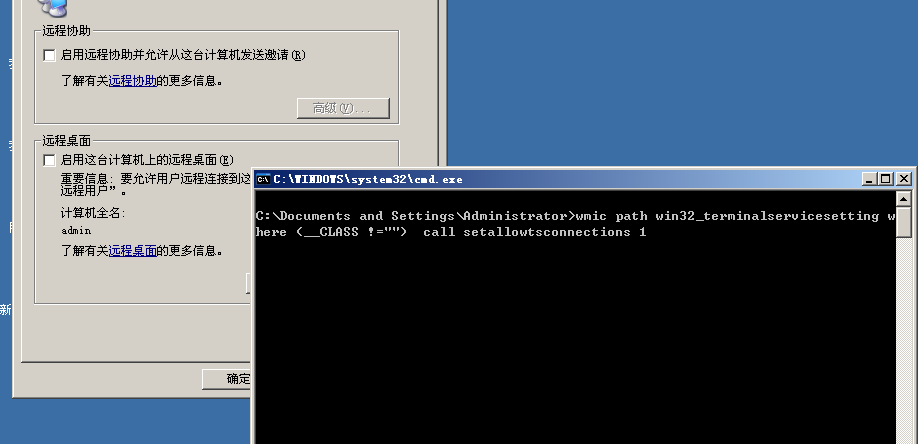 远程协助
启用远程协助并允许从这台计算机发送邀请(R)
了解有关远程协助的更多信息。
高级(V)...
远程桌面
启用这台计算机上的远程桌面(E)
重要信息: 要允许用户远程连接到这
远程用户”。
计算机全名:
admin
了解有关远程桌面的更多信息。
新
确定
C:\WINDOWS\system32\cmd.exe
C:\Documents and Settings\Administrator>wmic path win32_terminalservicesetting w
here (__CLASS !="")  call setallowtsconnections 1